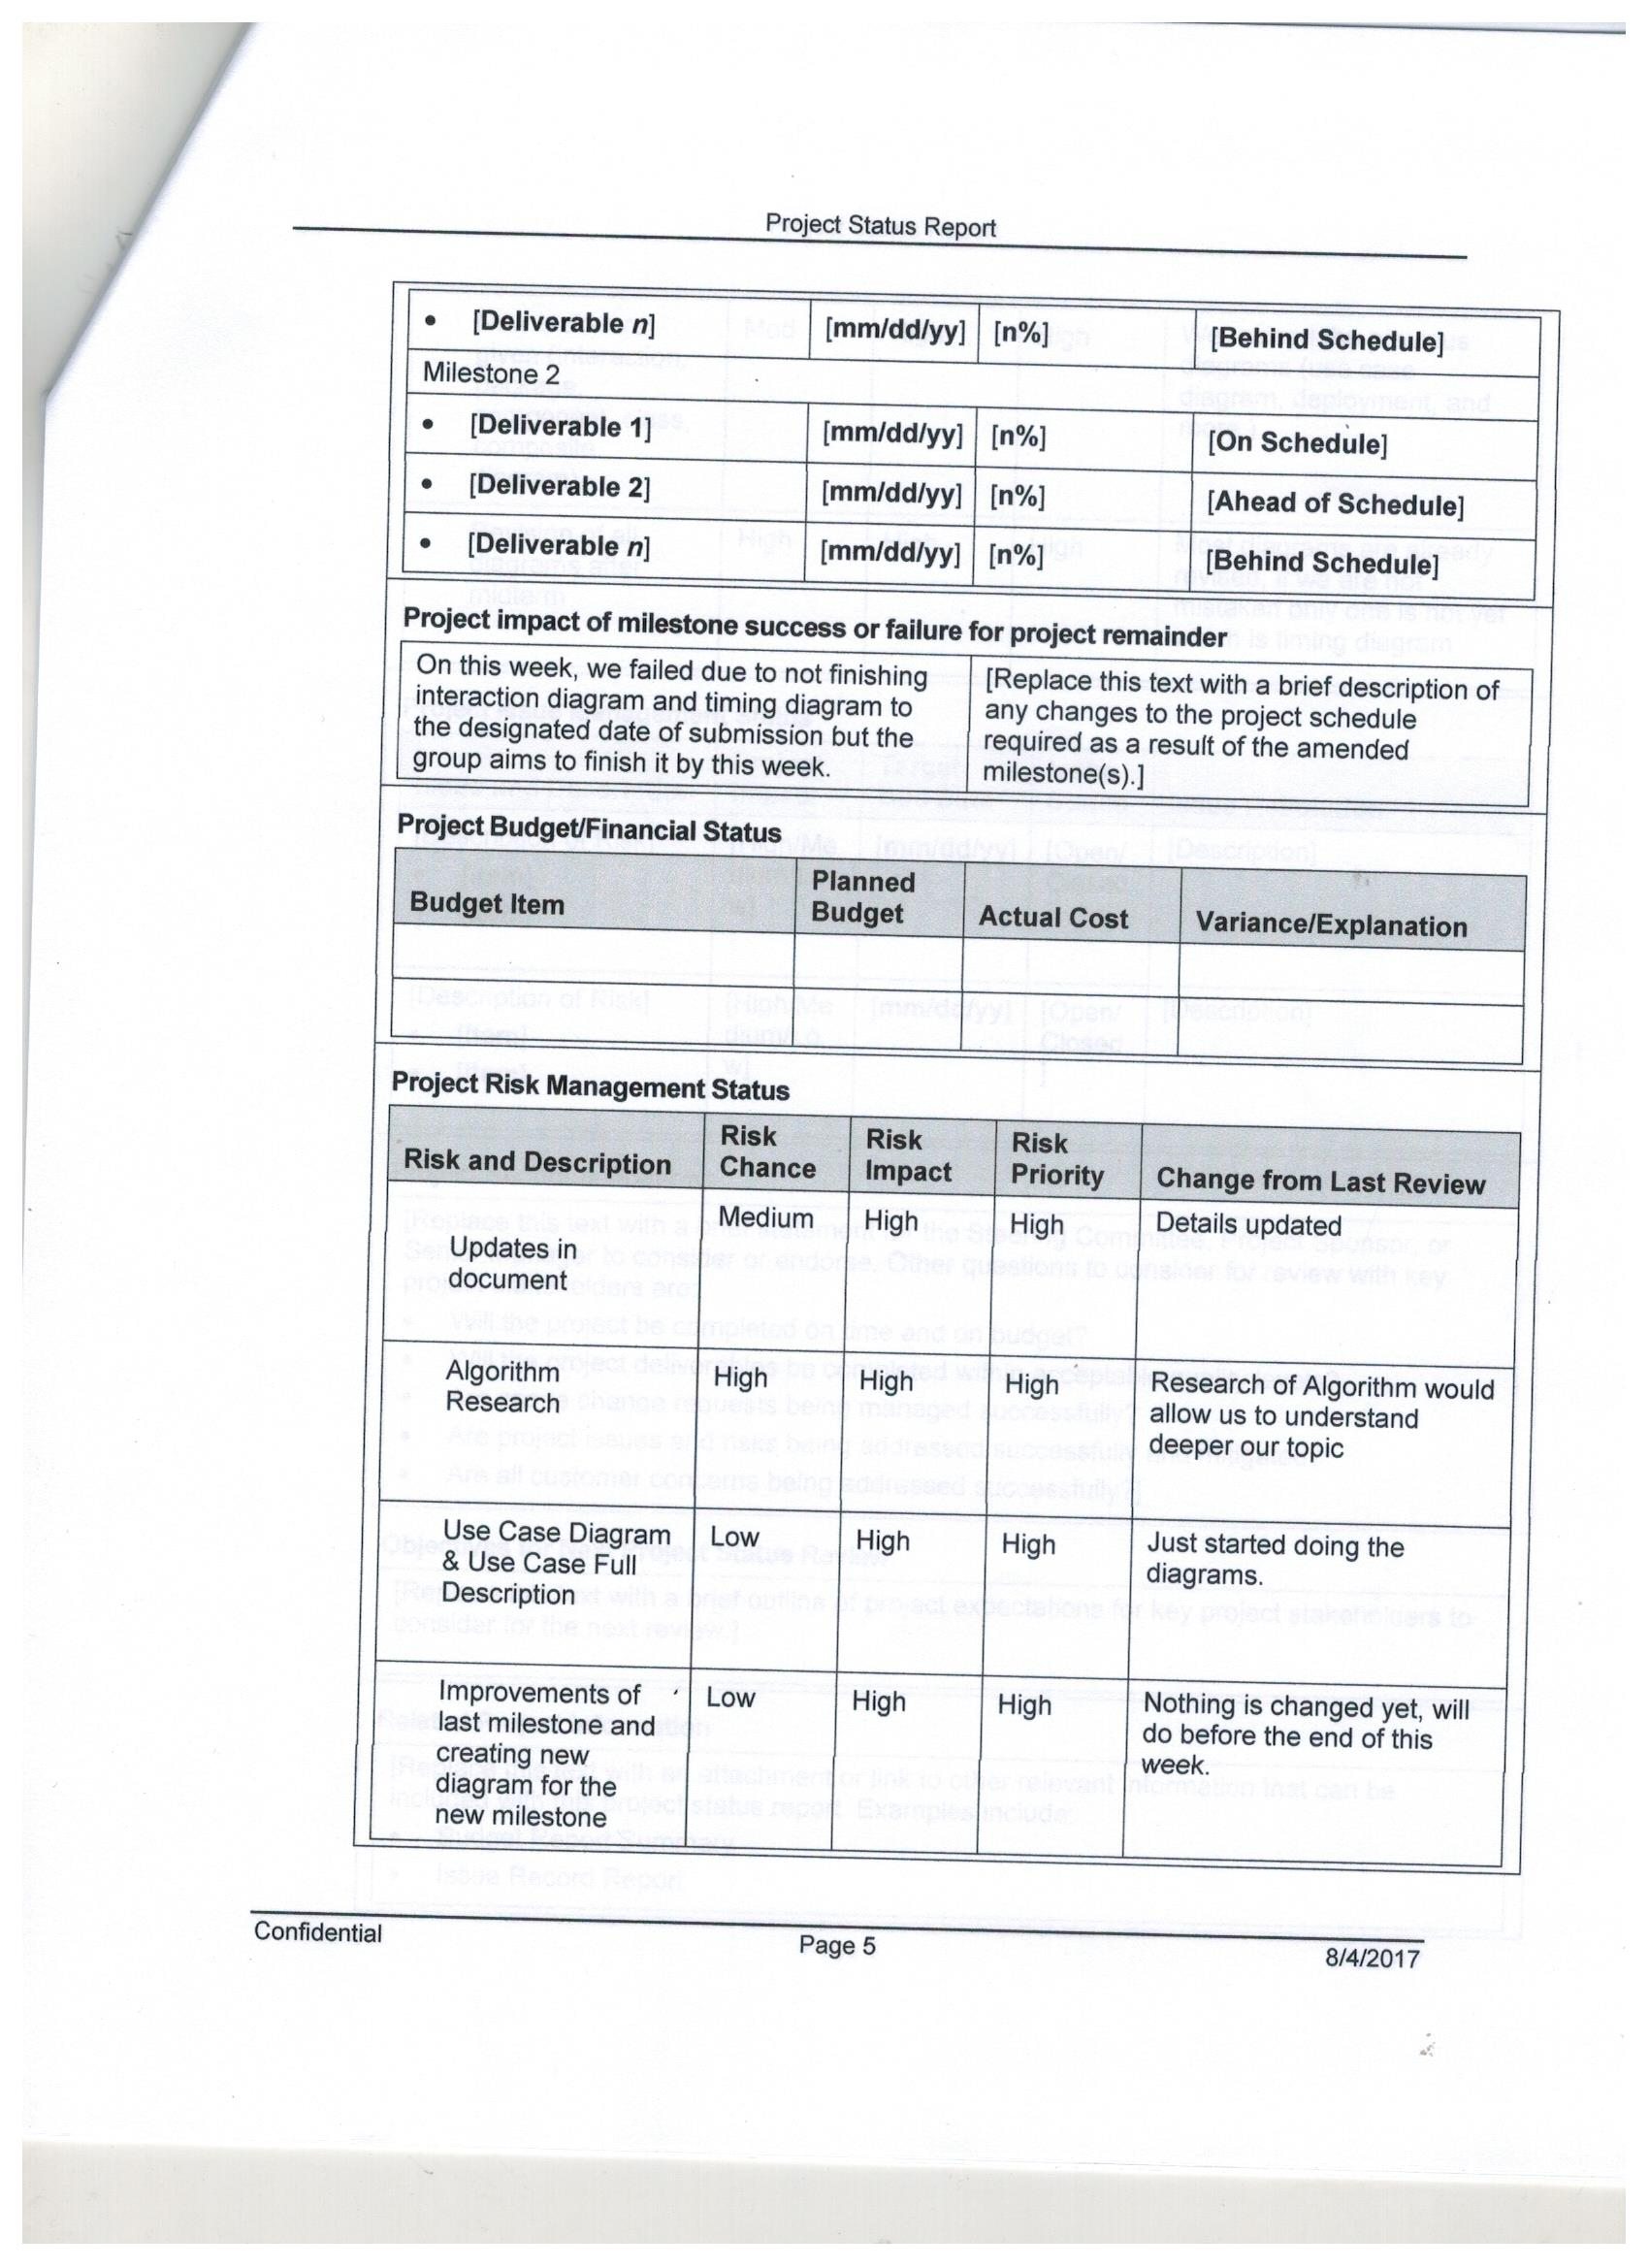 Project Status Report
• [Deliverable n] [mm/dd/yy] [n%] [Behind Schedule]
Milestone 2
• [Deliverable 1] [mm/dd/yy] [n%] [On Schedule]
• [Deliverable 2] [mm/dd/yy] [n%] [Ahead of Schedule]
• [Deliverable n] [mm/dd/yy] [n%] [Behind Schedule]
Project impact of milestone success or failure for project remainder
On this week, we failed due to not finishing
interaction diagram and timing diagram to
the designated date of submission but the
group aims to finish it by this week.
[Replace this text with a brief description of
any changes to the project schedule
required as a result of the amended
milestone(s).]
Project Budget/Financial Status
Budget Item
Planned
Budget
Actual Cost
Variance/Explanation
Project Risk Management Status
Risk and Description
Risk
Chance
Risk
Impact
Risk
Priority
Change from Last Review
Updates in
document
Medium
High
High
Details updated
Algorithm
Research
High
High
High
Research of Algorithm would
allow us to understand
deeper our topic
Use Case Diagram
& Use Case Full
Description
Low
High
High
Just started doing the
diagrams.
Improvements of
last milestone and
creating new
diagram for the
new milestone
Low
High
High
Nothing is changed yet, will
do before the end of this
week.
Confidential
Page 5
8/4/2017